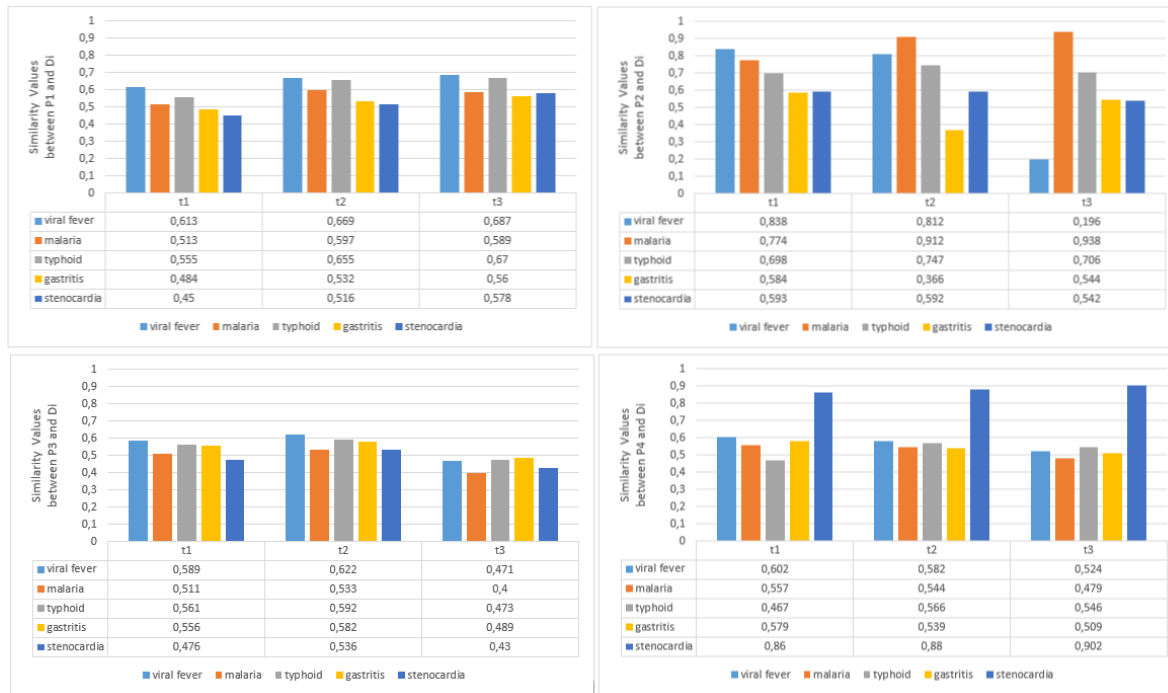 Similarity Values
between P1 and Di
1
0,9
0,8
0,7
0,6
0,5
0,4
0,3
0,2
0,1
0
t1 t2 t3
viral fever 0,613 0,669 0,687
malaria 0,513 0,597 0,589
typhoid 0,555 0,655 0,67
gastritis 0,484 0,532 0,56
stenocardia 0,45 0,516 0,578
viral fever malaria typhoid gastritis stenocardia
Similarity Values
between P2 and Di
1
0,9
0,8
0,7
0,6
0,5
0,4
0,3
0,2
0,1
0
t1 t2 t3
viral fever 0,838 0,812 0,196
malaria 0,774 0,912 0,938
typhoid 0,698 0,747 0,706
gastritis 0,584 0,366 0,544
stenocardia 0,593 0,592 0,542
viral fever malaria typhoid gastritis stenocardia
Similarity Values
between P3 and Di
1
0,9
0,8
0,7
0,6
0,5
0,4
0,3
0,2
0,1
0
t1 t2 t3
viral fever 0,589 0,622 0,471
malaria 0,511 0,533 0,4
typhoid 0,561 0,592 0,473
gastritis 0,556 0,582 0,489
stenocardia 0,476 0,536 0,43
viral fever malaria typhoid gastritis stenocardia
Similarity Values
between P4 and Di
1
0,9
0,8
0,7
0,6
0,5
0,4
0,3
0,2
0,1
0
t1 t2 t3
viral fever 0,602 0,582 0,524
malaria 0,557 0,544 0,479
typhoid 0,467 0,566 0,546
gastritis 0,579 0,539 0,509
stenocardia 0,86 0,88 0,902
viral fever malaria typhoid gastritis stenocardia